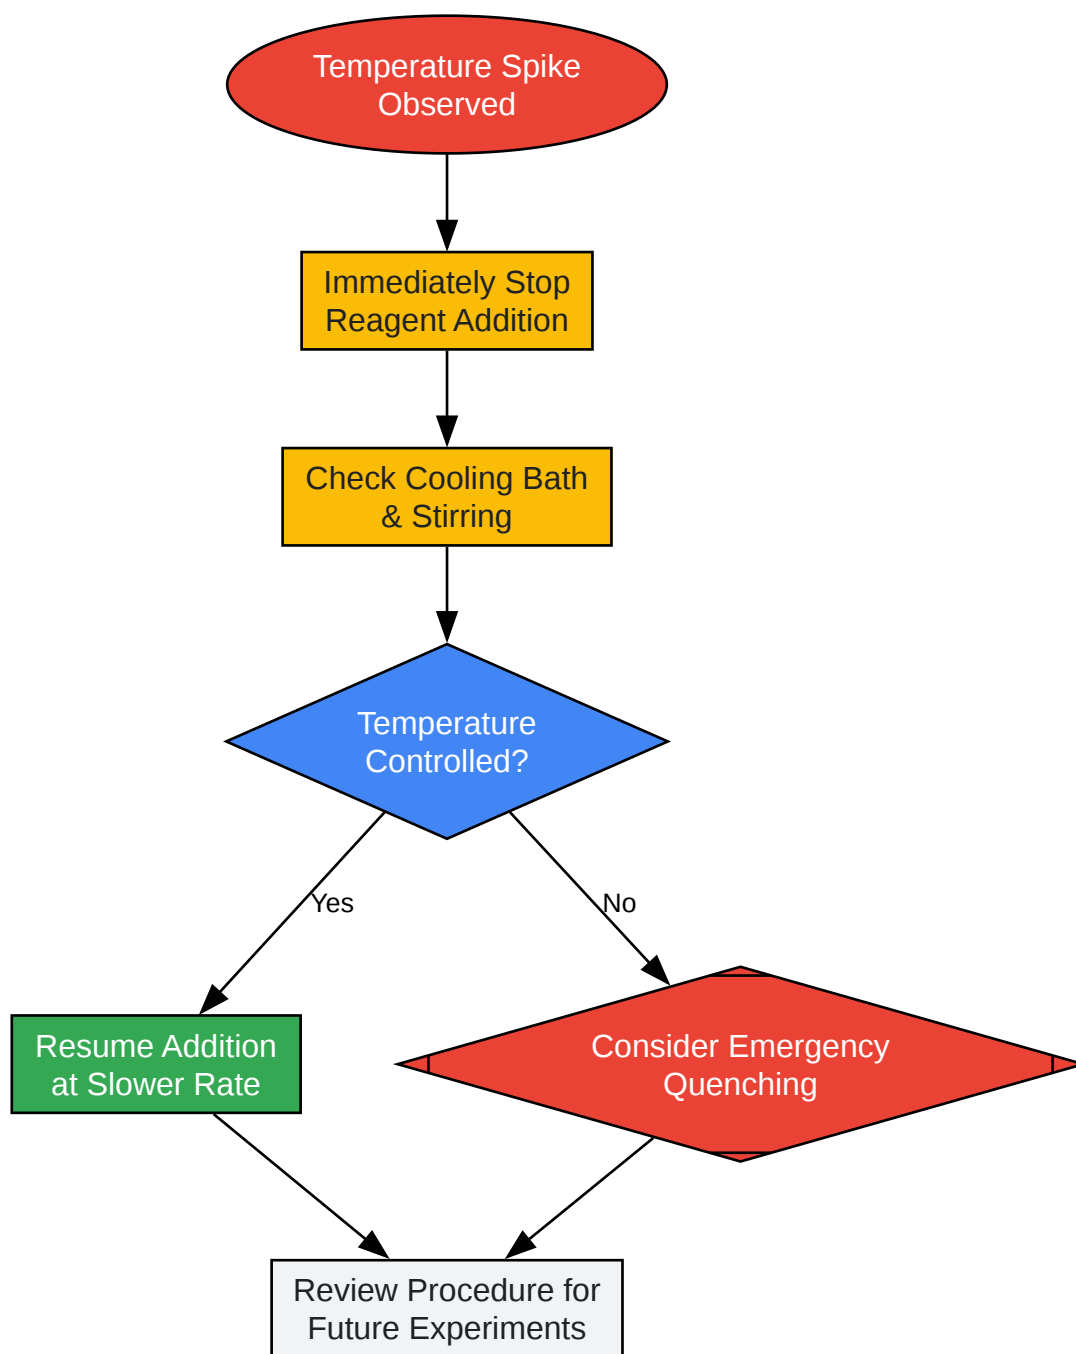 Temperature Spike
Observed
Immediately Stop
Reagent Addition
Check Cooling Bath
& Stirring
Temperature
Controlled?
Yes
No
Resume Addition
at Slower Rate
Consider Emergency
Quenching
Review Procedure for
Future Experiments